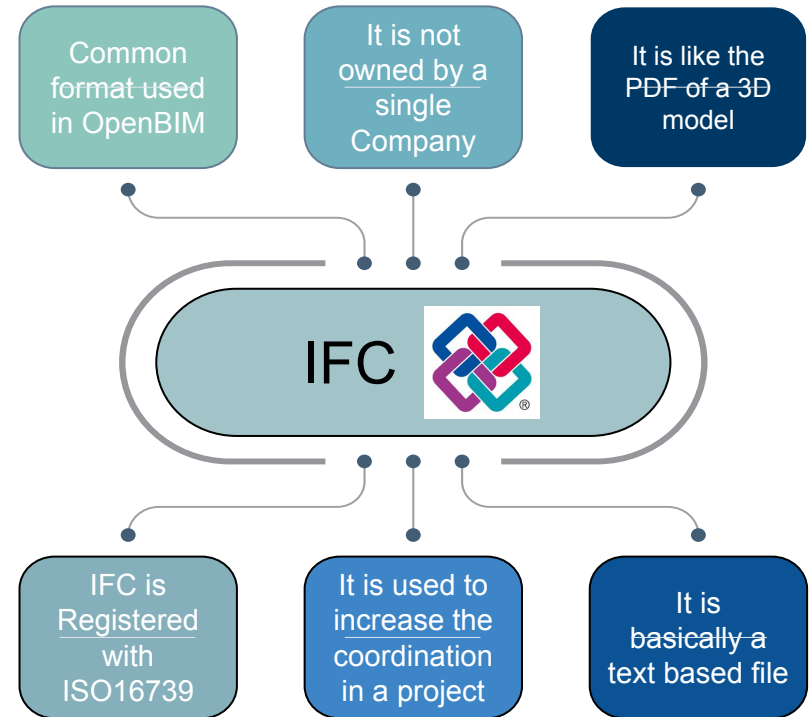 Common
format used
in OpenBIM
It is not
owned by a
single
Company
It is like the
PDF of a 3D
model
IFC
®
IFC is
Registered
with
ISO16739
It is used to
increase the
coordination
in a project
It is
basically a
text based file